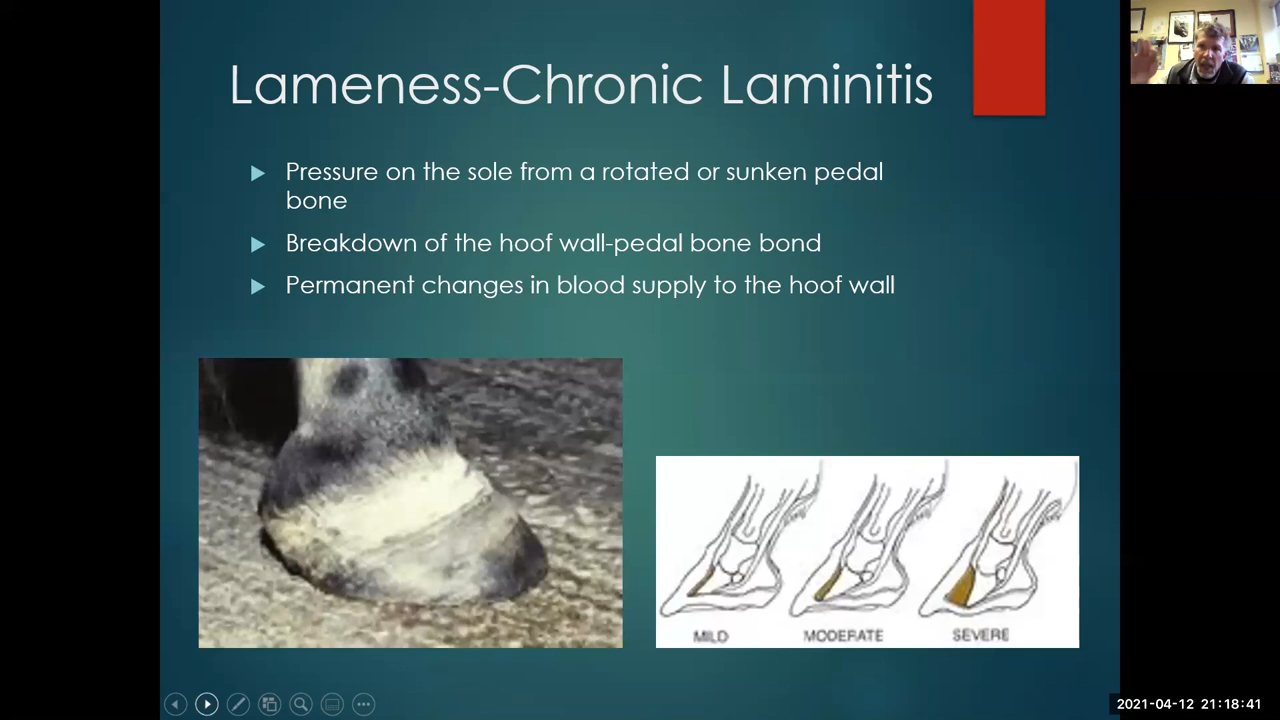 Lameness-Chronic Laminitis
Pressure on the sole from a rotated or sunken pedal
bone
Breakdown of the hoof wall-pedal bone bond
Permanent changes in blood supply to the hoof wall
MILD MODERATE SEVERE
2021-04-12 21:18:41